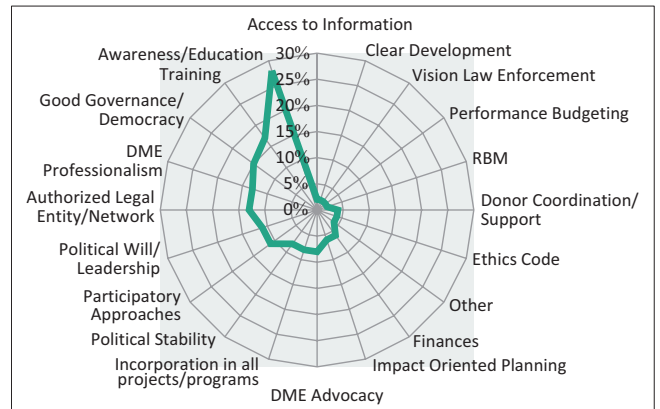 Access to Information
30%
25%
20%
15%
10%
5%
0%
Clear Development
Vision Law Enforcement
Performance Budgeting
RBM
Donor Coordination/
Support
Ethics Code
Other
Finances
Impact Oriented Planning
DME Advocacy
Incorporation in all
projects/programs
Political Stability
Participatory
Approaches
Political Will/
Leadership
Authorized Legal
Entity/Network
DME
Professionalism
Good Governance/
Democracy
Awareness/Education
Training